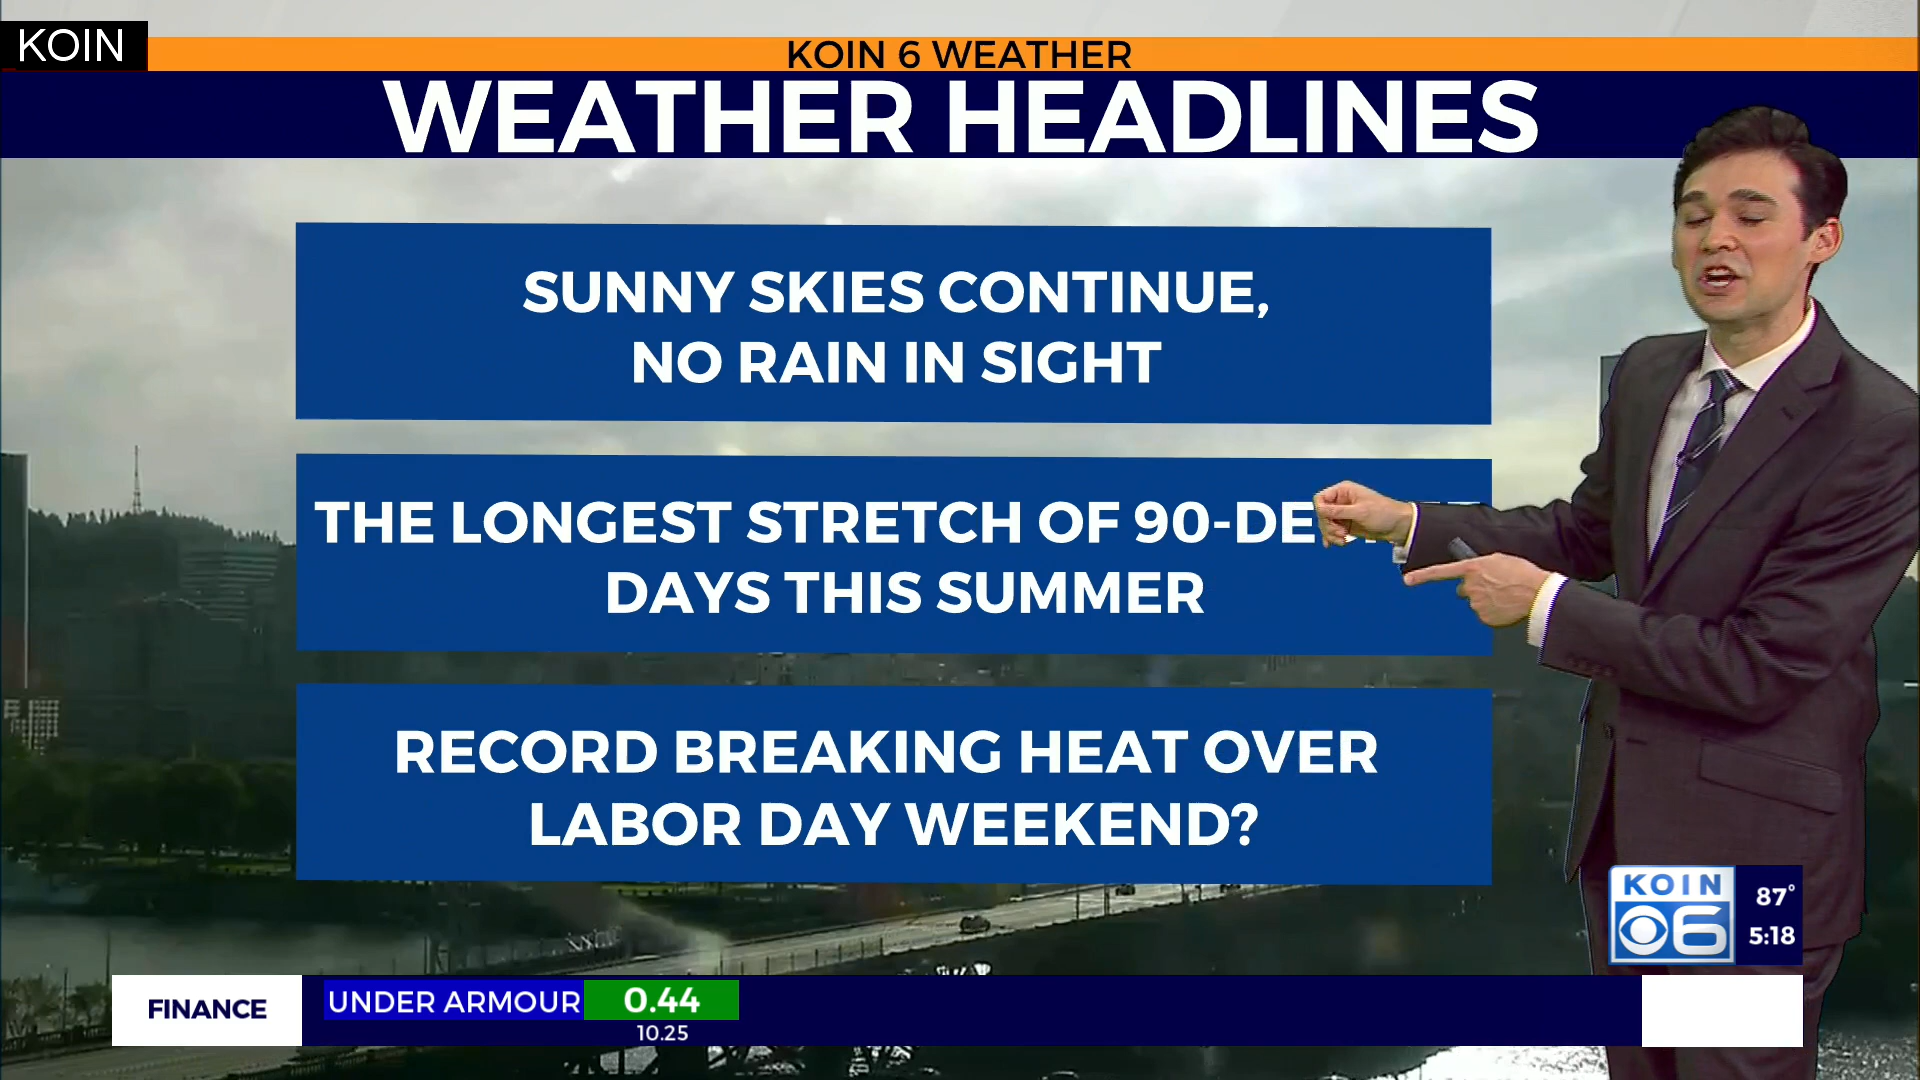 KOIN
KOIN 6 WEATHER
WEATHER HEADLINES
SUNNY SKIES CONTINUE,
NO RAIN IN SIGHT
THE LONGEST STRETCH OF 90-DE
DAYS THIS SUMMER
RECORD BREAKING HEAT OVER
LABOR DAY WEEKEND?
KOIN
6
87°
5:18
FINANCE
UNDER ARMOUR
0.44
10.25